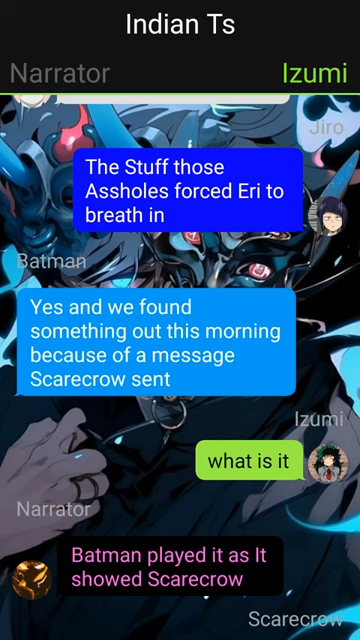 Indian Ts
Narrator
Izumi
Jiro
The Stuff those
Assholes forced Eri to
breath in
Batman
Yes and we found
something out this morning
because of a message
Scarecrow sent
Izumi
what is it
Narrator
Batman played it as It
showed Scarecrow
Scarecrow